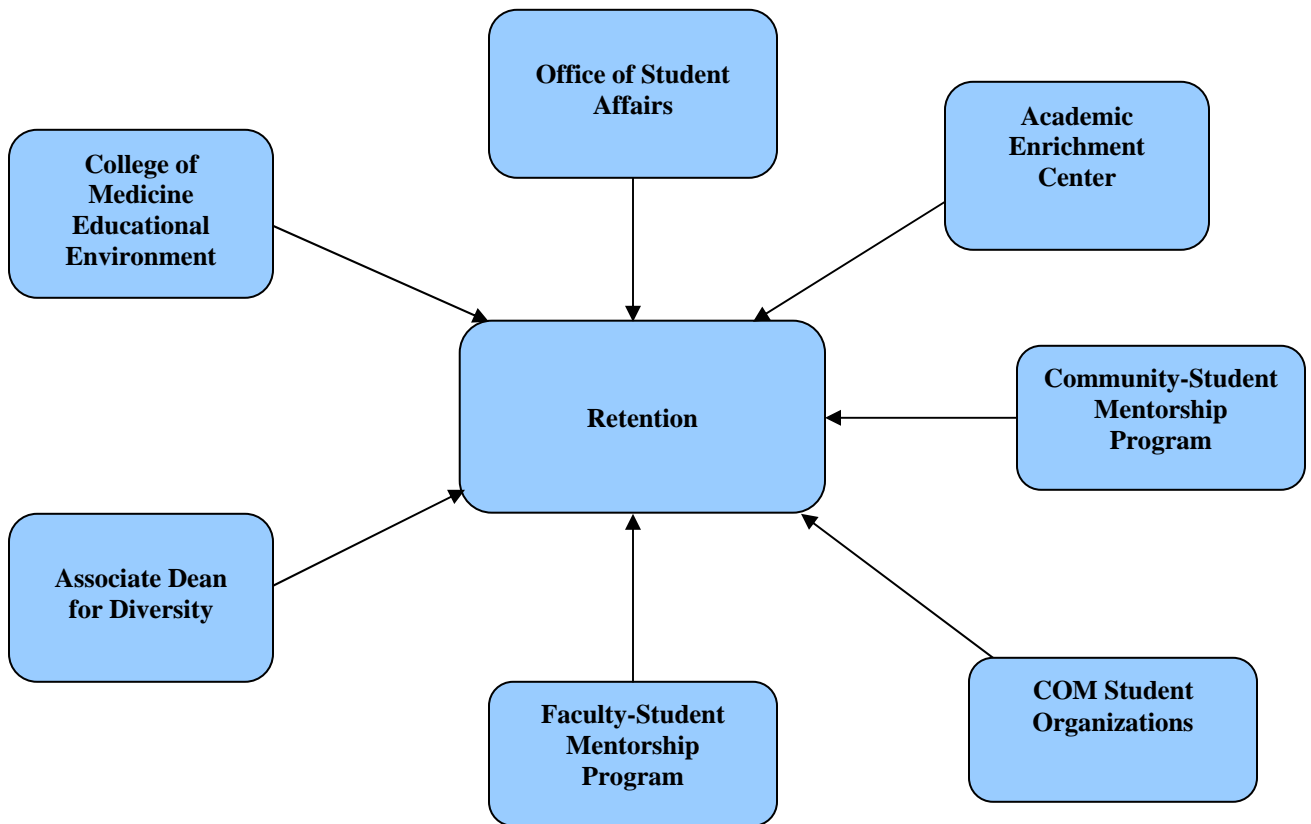 Office of Student
Affairs
Academic
Enrichment
Center
College of
Medicine
Educational
Environment
Community-Student
Mentorship
Program
Retention
Associate Dean
for Diversity
COM Student
Organizations
Faculty-Student
Mentorship
Program